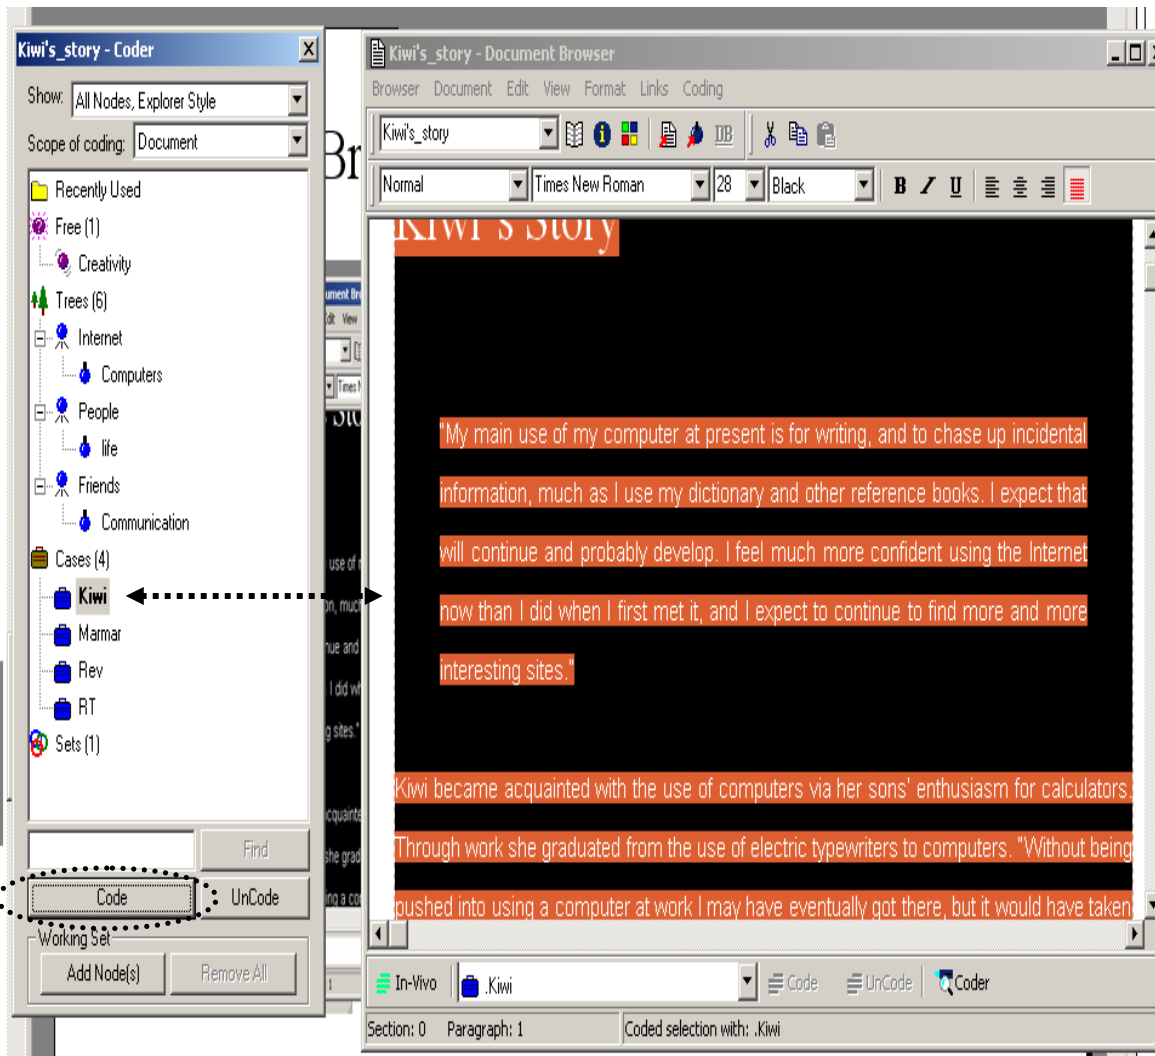 Kiwi's_story - Coder
Show: All Nodes, Explorer Style
Scope of coding: Document
Recently Used
Free (1)
Creativity
Trees (6)
Internet
Computers
People
life
Friends
Communication
Cases (4)
Kiwi
Marmar
Rev
RT
Sets (1)
Find
Code UnCode
Working Set
Add Node(s) Remove All
Br
Kiwi's_story - Document Browser
Browser Document Edit View Format Links Coding
Kiwi's_story DB
Normal Times New Roman 28 Black B I U
Kiwi's Story
"My main use of my computer at present is for writing, and to chase up incidental
information, much as I use my dictionary and other reference books. I expect that
will continue and probably develop. I feel much more confident using the Internet
now than I did when I first met it, and I expect to continue to find more and more
interesting sites."
Kiwi became acquainted with the use of computers via her sons' enthusiasm for calculators.
Through work she graduated from the use of electric typewriters to computers. "Without being
pushed into using a computer at work I may have eventually got there, but it would have taken
In-Vivo .Kiwi Code UnCode Coder
Section: 0 Paragraph: 1 Coded selection with: .Kiwi